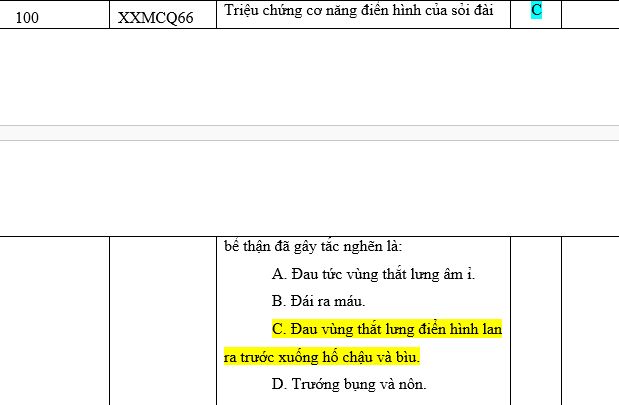 100 XXMCQ66 Triệu chứng cơ năng điển hình của sỏi đài C
bể thận đã gây tắc nghẽn là:
A. Đau tức vùng thắt lưng âm ỉ.
B. Đái ra máu.
C. Đau vùng thắt lưng điển hình lan
ra trước xuống hố chậu và bìu.
D. Trướng bụng và nôn.